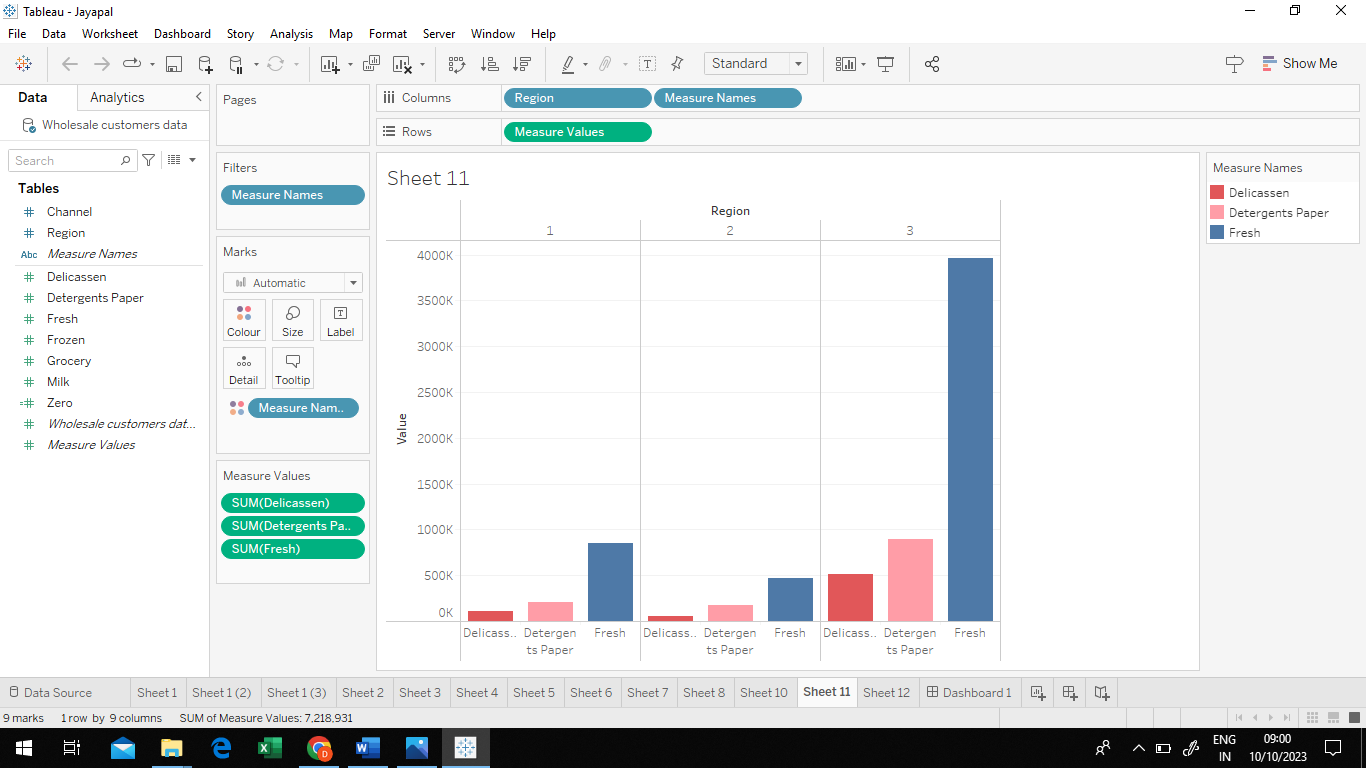 Tableau - Jayapal
File Data Worksheet Dashboard Story Analysis Map Format Server Window Help
Standard
Show Me
Data Analytics
Wholesale customers data
Search
Tables
Channel
Region
Abc Measure Names
Delicassen
Detergents Paper
Fresh
Frozen
Grocery
Milk
Zero
Wholesale customers dat...
Measure Values
Pages
Filters
Measure Names
Marks
Automatic
Colour Size Label
Detail Tooltip
Measure Nam..
Measure Values
SUM(Delicassen)
SUM(Detergents Pa..
SUM(Fresh)
Columns Region Measure Names
Rows Measure Values
Sheet 11
Region
1 2 3
4000K
3500K
3000K
2500K
2000K
1500K
1000K
500K
0K
Value
Delicass.. Detergen Fresh Delicass.. Detergen Fresh Delicass.. Detergen Fresh
ts Paper ts Paper ts Paper
Measure Names
Delicassen
Detergents Paper
Fresh
Data Source Sheet 1 Sheet 1 (2) Sheet 1 (3) Sheet 2 Sheet 3 Sheet 4 Sheet 5 Sheet 6 Sheet 7 Sheet 8 Sheet 10 Sheet 11 Sheet 12 Dashboard 1
9 marks 1 row by 9 columns SUM of Measure Values: 7,218,931
ENG 09:00
IN 10/10/2023